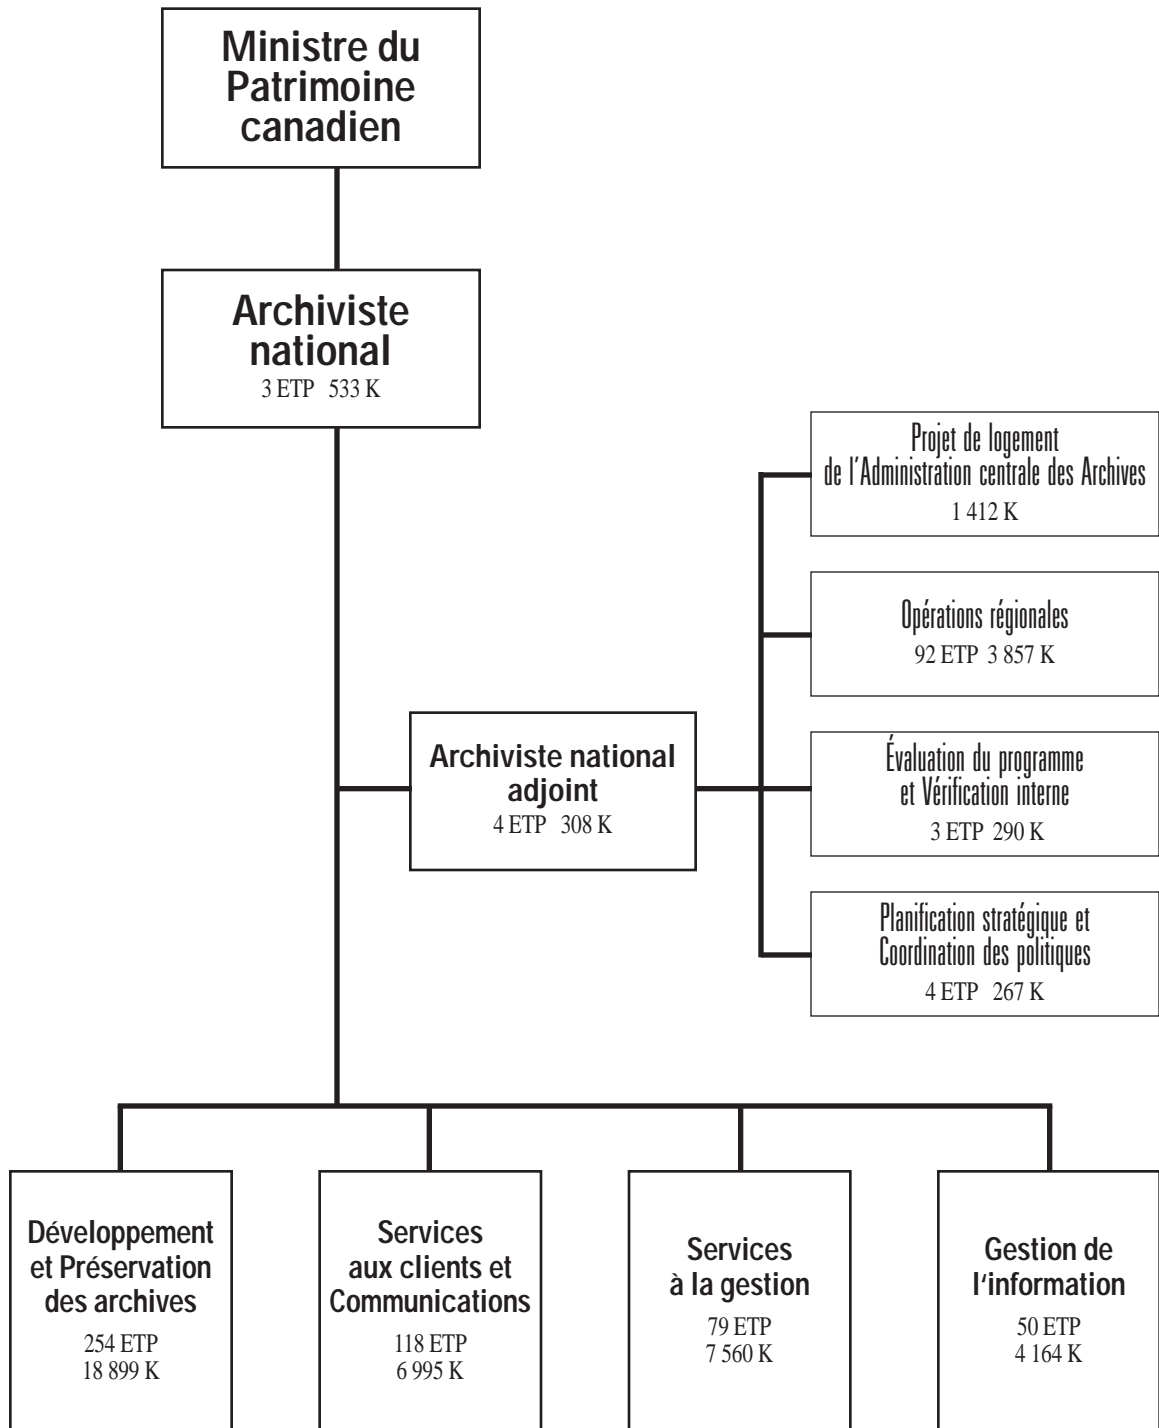 Ministre du
Patrimoine
canadien
Archiviste
national
3 ETP 533 K
Projet de logement
de l'Administration centrale des Archives
1 412 K
Opérations régionales
92 ETP 3 857 K
Archiviste national
adjoint
4 ETP 308 K
Évaluation du programme
et Vérification interne
3 ETP 290 K
Planification stratégique et
Coordination des politiques
4 ETP 267 K
Développement
et Préservation
des archives
254 ETP
18 899 K
Services
aux clients et
Communications
118 ETP
6 995 K
Services
à la gestion
79 ETP
7 560 K
Gestion de
l‘information
50 ETP
4 164 K